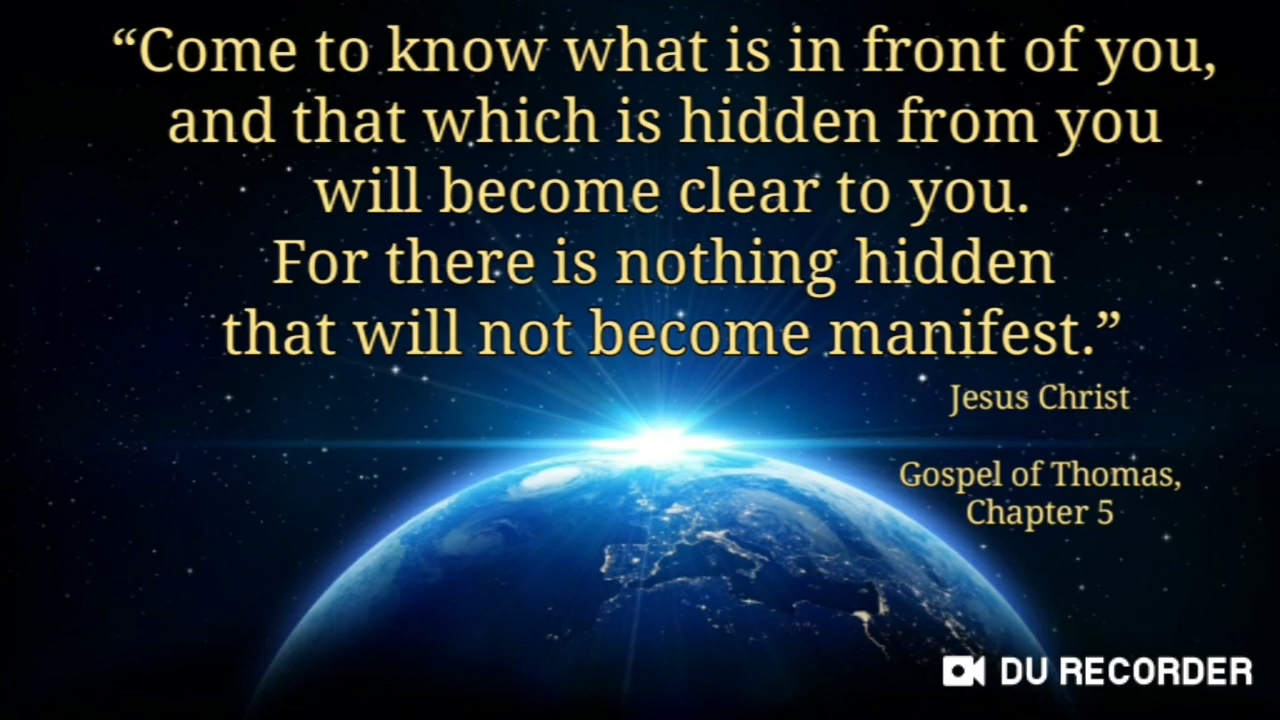 “Come to know what is in front of you,
and that which is hidden from you
will become clear to you.
For there is nothing hidden
that will not become manifest.”
Jesus Christ
Gospel of Thomas,
Chapter 5
DU RECORDER